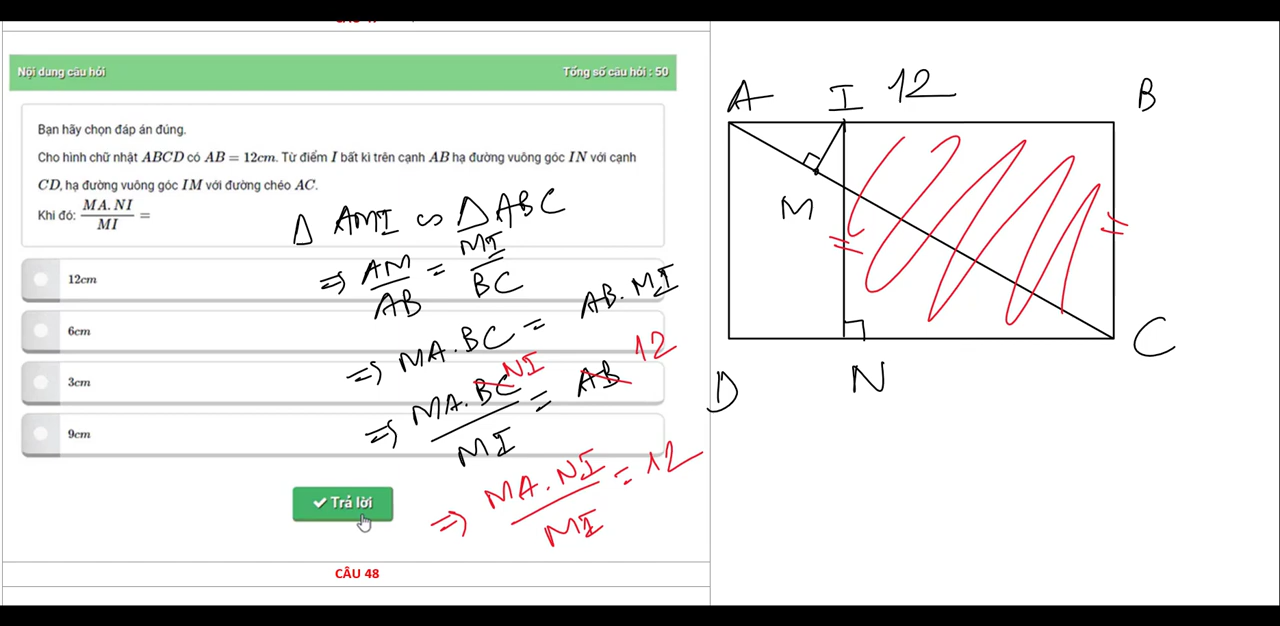 Nội dung câu hỏi
Tổng số câu hỏi : 50
Bạn hãy chọn đáp án đúng.
Cho hình chữ nhật ABCD có AB = 12cm. Từ điểm I bất kì trên cạnh AB hạ đường vuông góc IN với cạnh
CD, hạ đường vuông góc IM với đường chéo AC.
Khi đó: MA.NI / MI =
12cm
6cm
3cm
9cm
Trả lời
CÂU 48
Δ AMI ∽ Δ ABC
⇒ AM / AB = MI / BC
⇒ MA.BC = AB.MI
⇒ MA.BC NI / MI = AB 12
⇒ MA.NI / MI = 12
A I 12 B
M
D N C